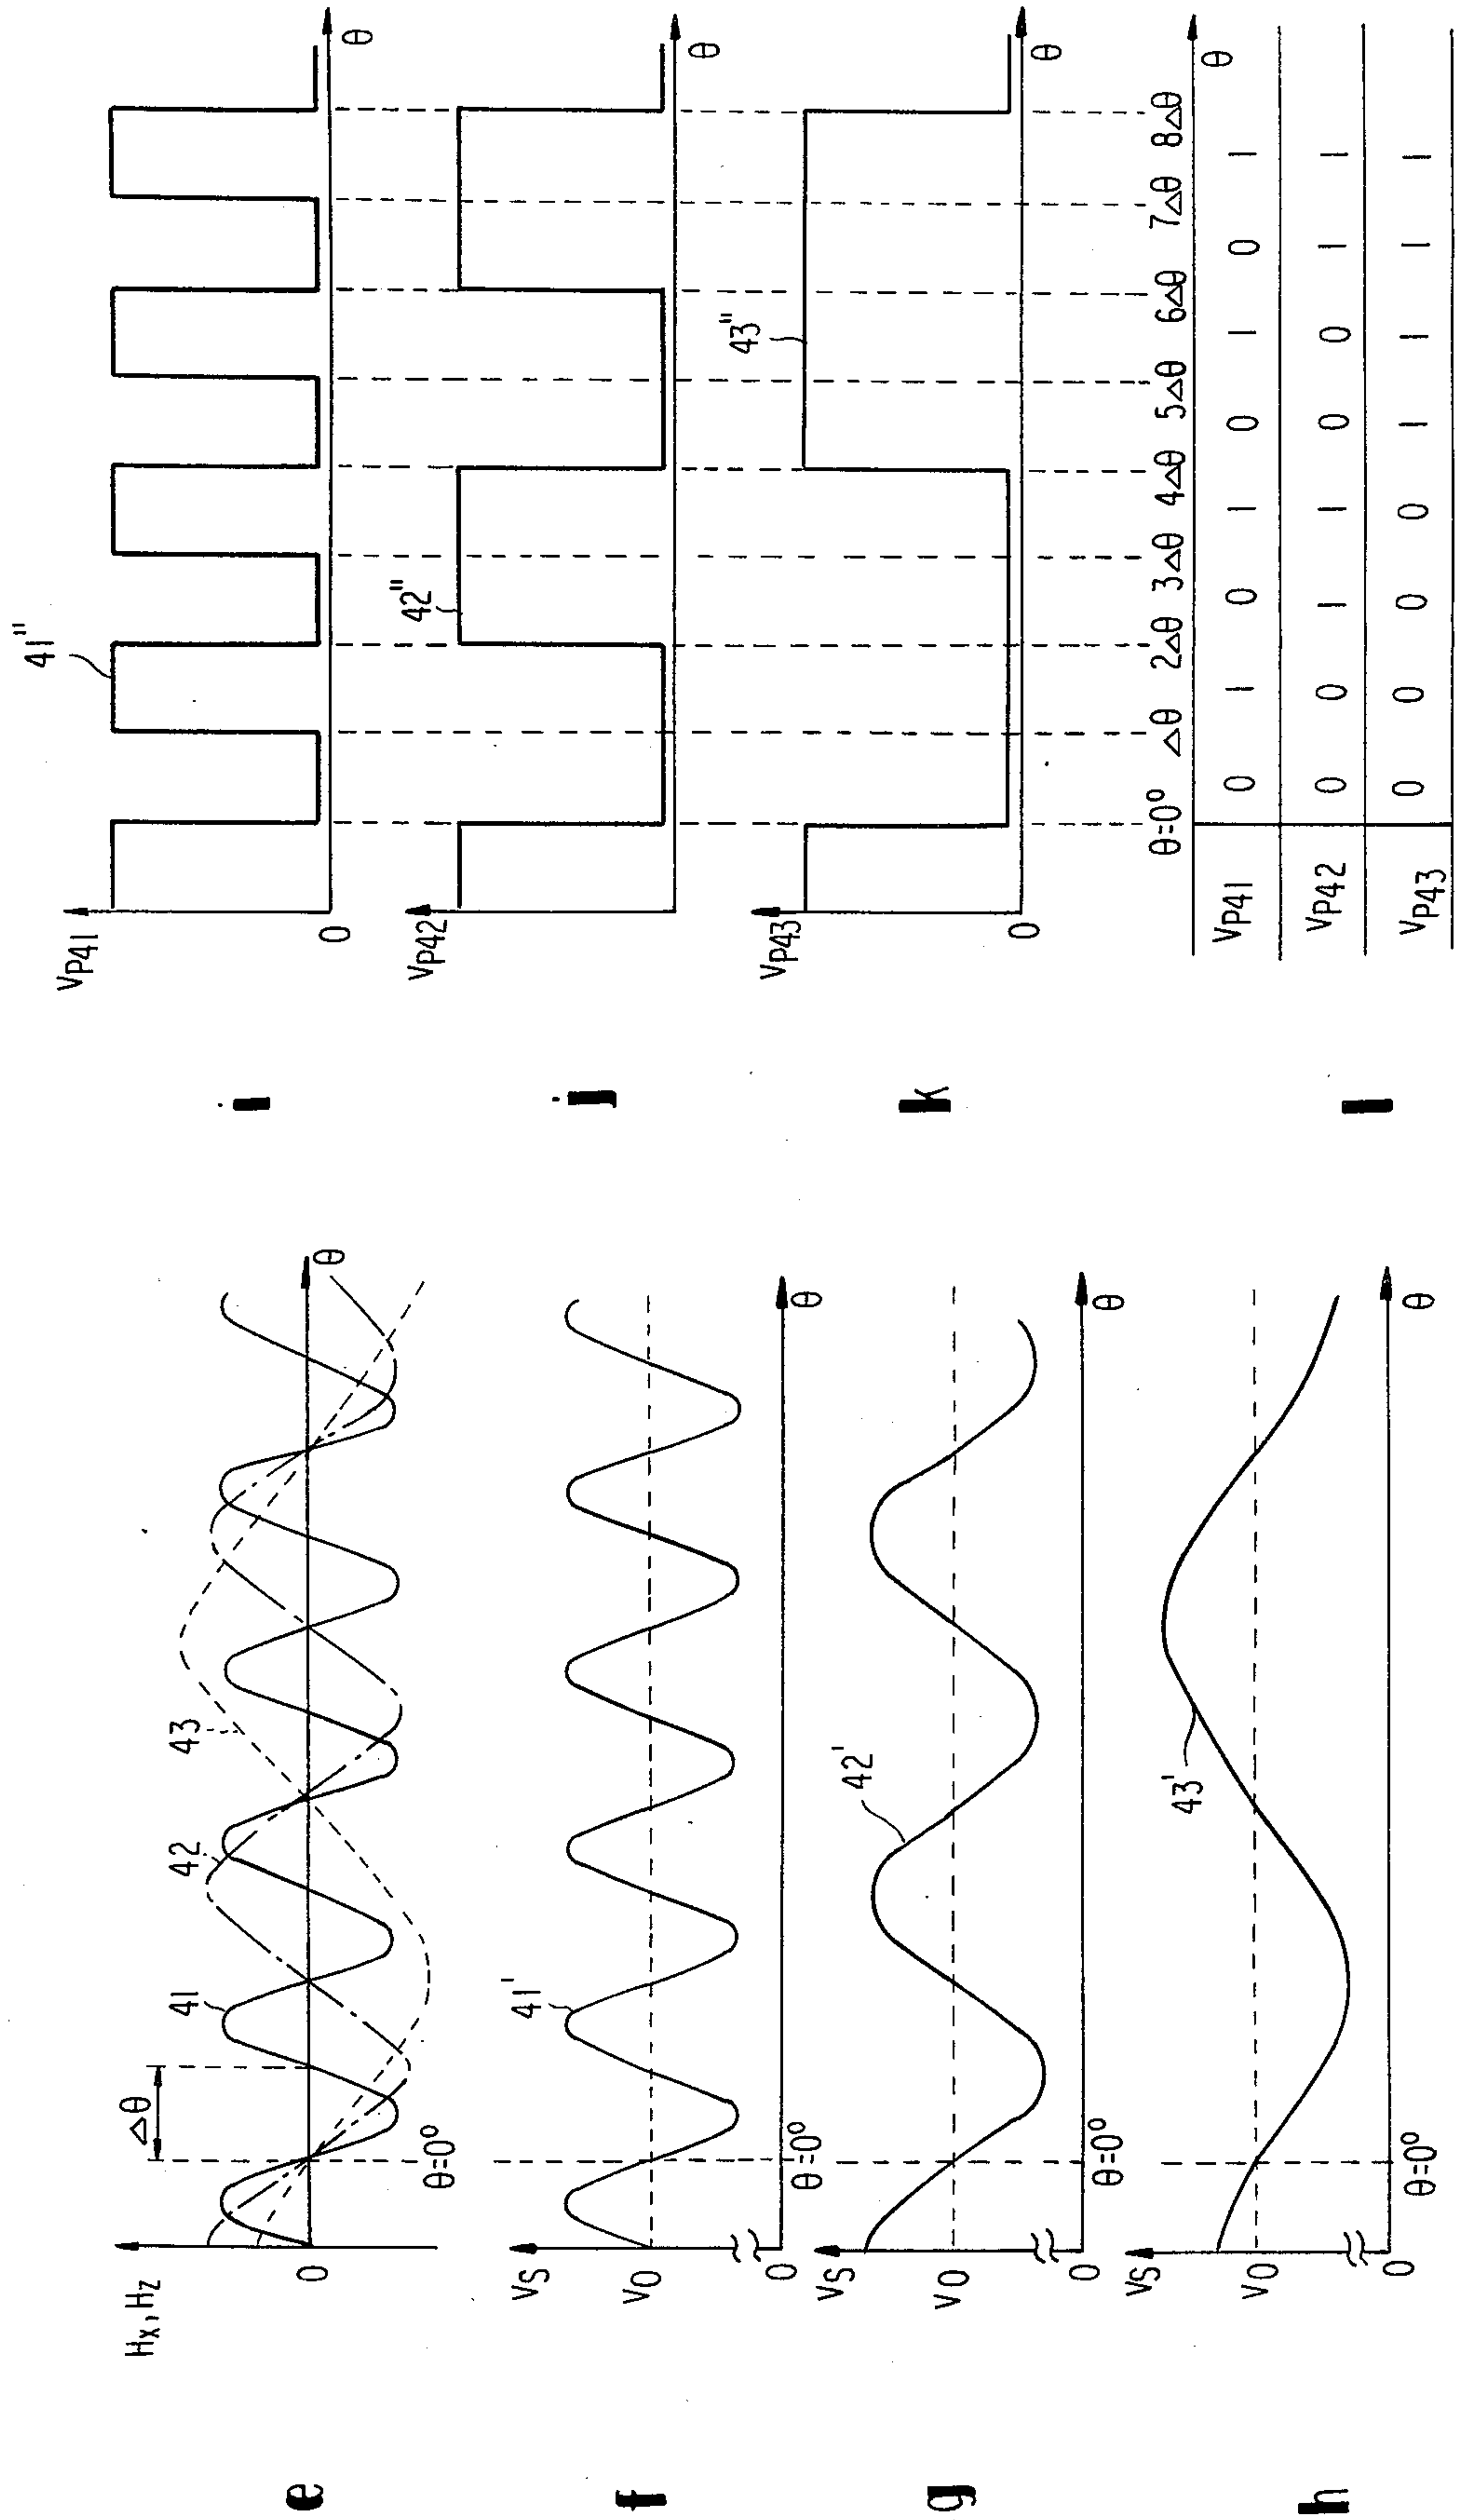 e
Hx, Hz
0
Δθ
θ=0°
41
42
43
θ
f
Vs
Vo
0
θ=0°
41'
θ
g
Vs
Vo
0
θ=0°
42'
θ
h
Vs
Vo
0
θ=0°
43'
θ
i
VP41
0
41"
θ
j
VP42
42"
θ
k
VP43
0
43"
θ
l
θ=0° Δθ 2Δθ 3Δθ 4Δθ 5Δθ 6Δθ 7Δθ 8Δθ θ
VP41 0 1 0 1 0 1 0 1
VP42 0 0 1 1 0 0 1 1
VP43 0 0 0 0 1 1 1 1